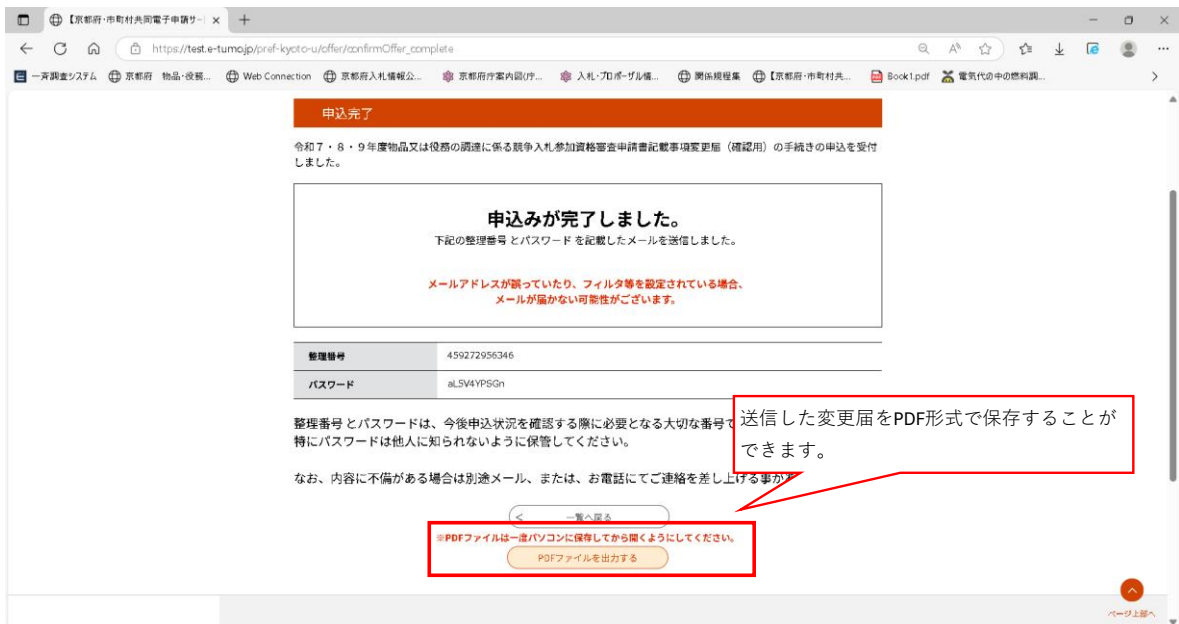 【京都府・市町村共同電子申請サー
https://test.e-tumo.jp/pref-kyoto-u/offer/confirmOffer_complete
一斉調査システム 京都府 物品・役務... Web Connection 京都府入札情報公... 京都府庁案内図(庁... 入札・プロポーザル情... 関係規程集 【京都府・市町村共... Book1.pdf 電気代の中の燃料調...
申込完了
令和7・8・9年度物品又は役務の調達に係る競争入札参加資格審査申請書記載事項変更届（確認用）の手続きの申込を受付
しました。
申込みが完了しました。
下記の整理番号 とパスワード を記載したメールを送信しました。
メールアドレスが誤っていたり、フィルタ等を設定されている場合、
メールが届かない可能性がございます。
整理番号 459272956346
パスワード aLSV4YPSGn
整理番号 とパスワードは、今後申込状況を確認する際に必要となる大切な番号で
特にパスワードは他人に知られないように保管してください。
送信した変更届をPDF形式で保存することが
できます。
なお、内容に不備がある場合は別途メール、または、お電話にてご連絡を差し上げる事が
一覧へ戻る
※PDFファイルは一度パソコンに保存してから開くようにしてください。
PDFファイルを出力する
ページ上部へ